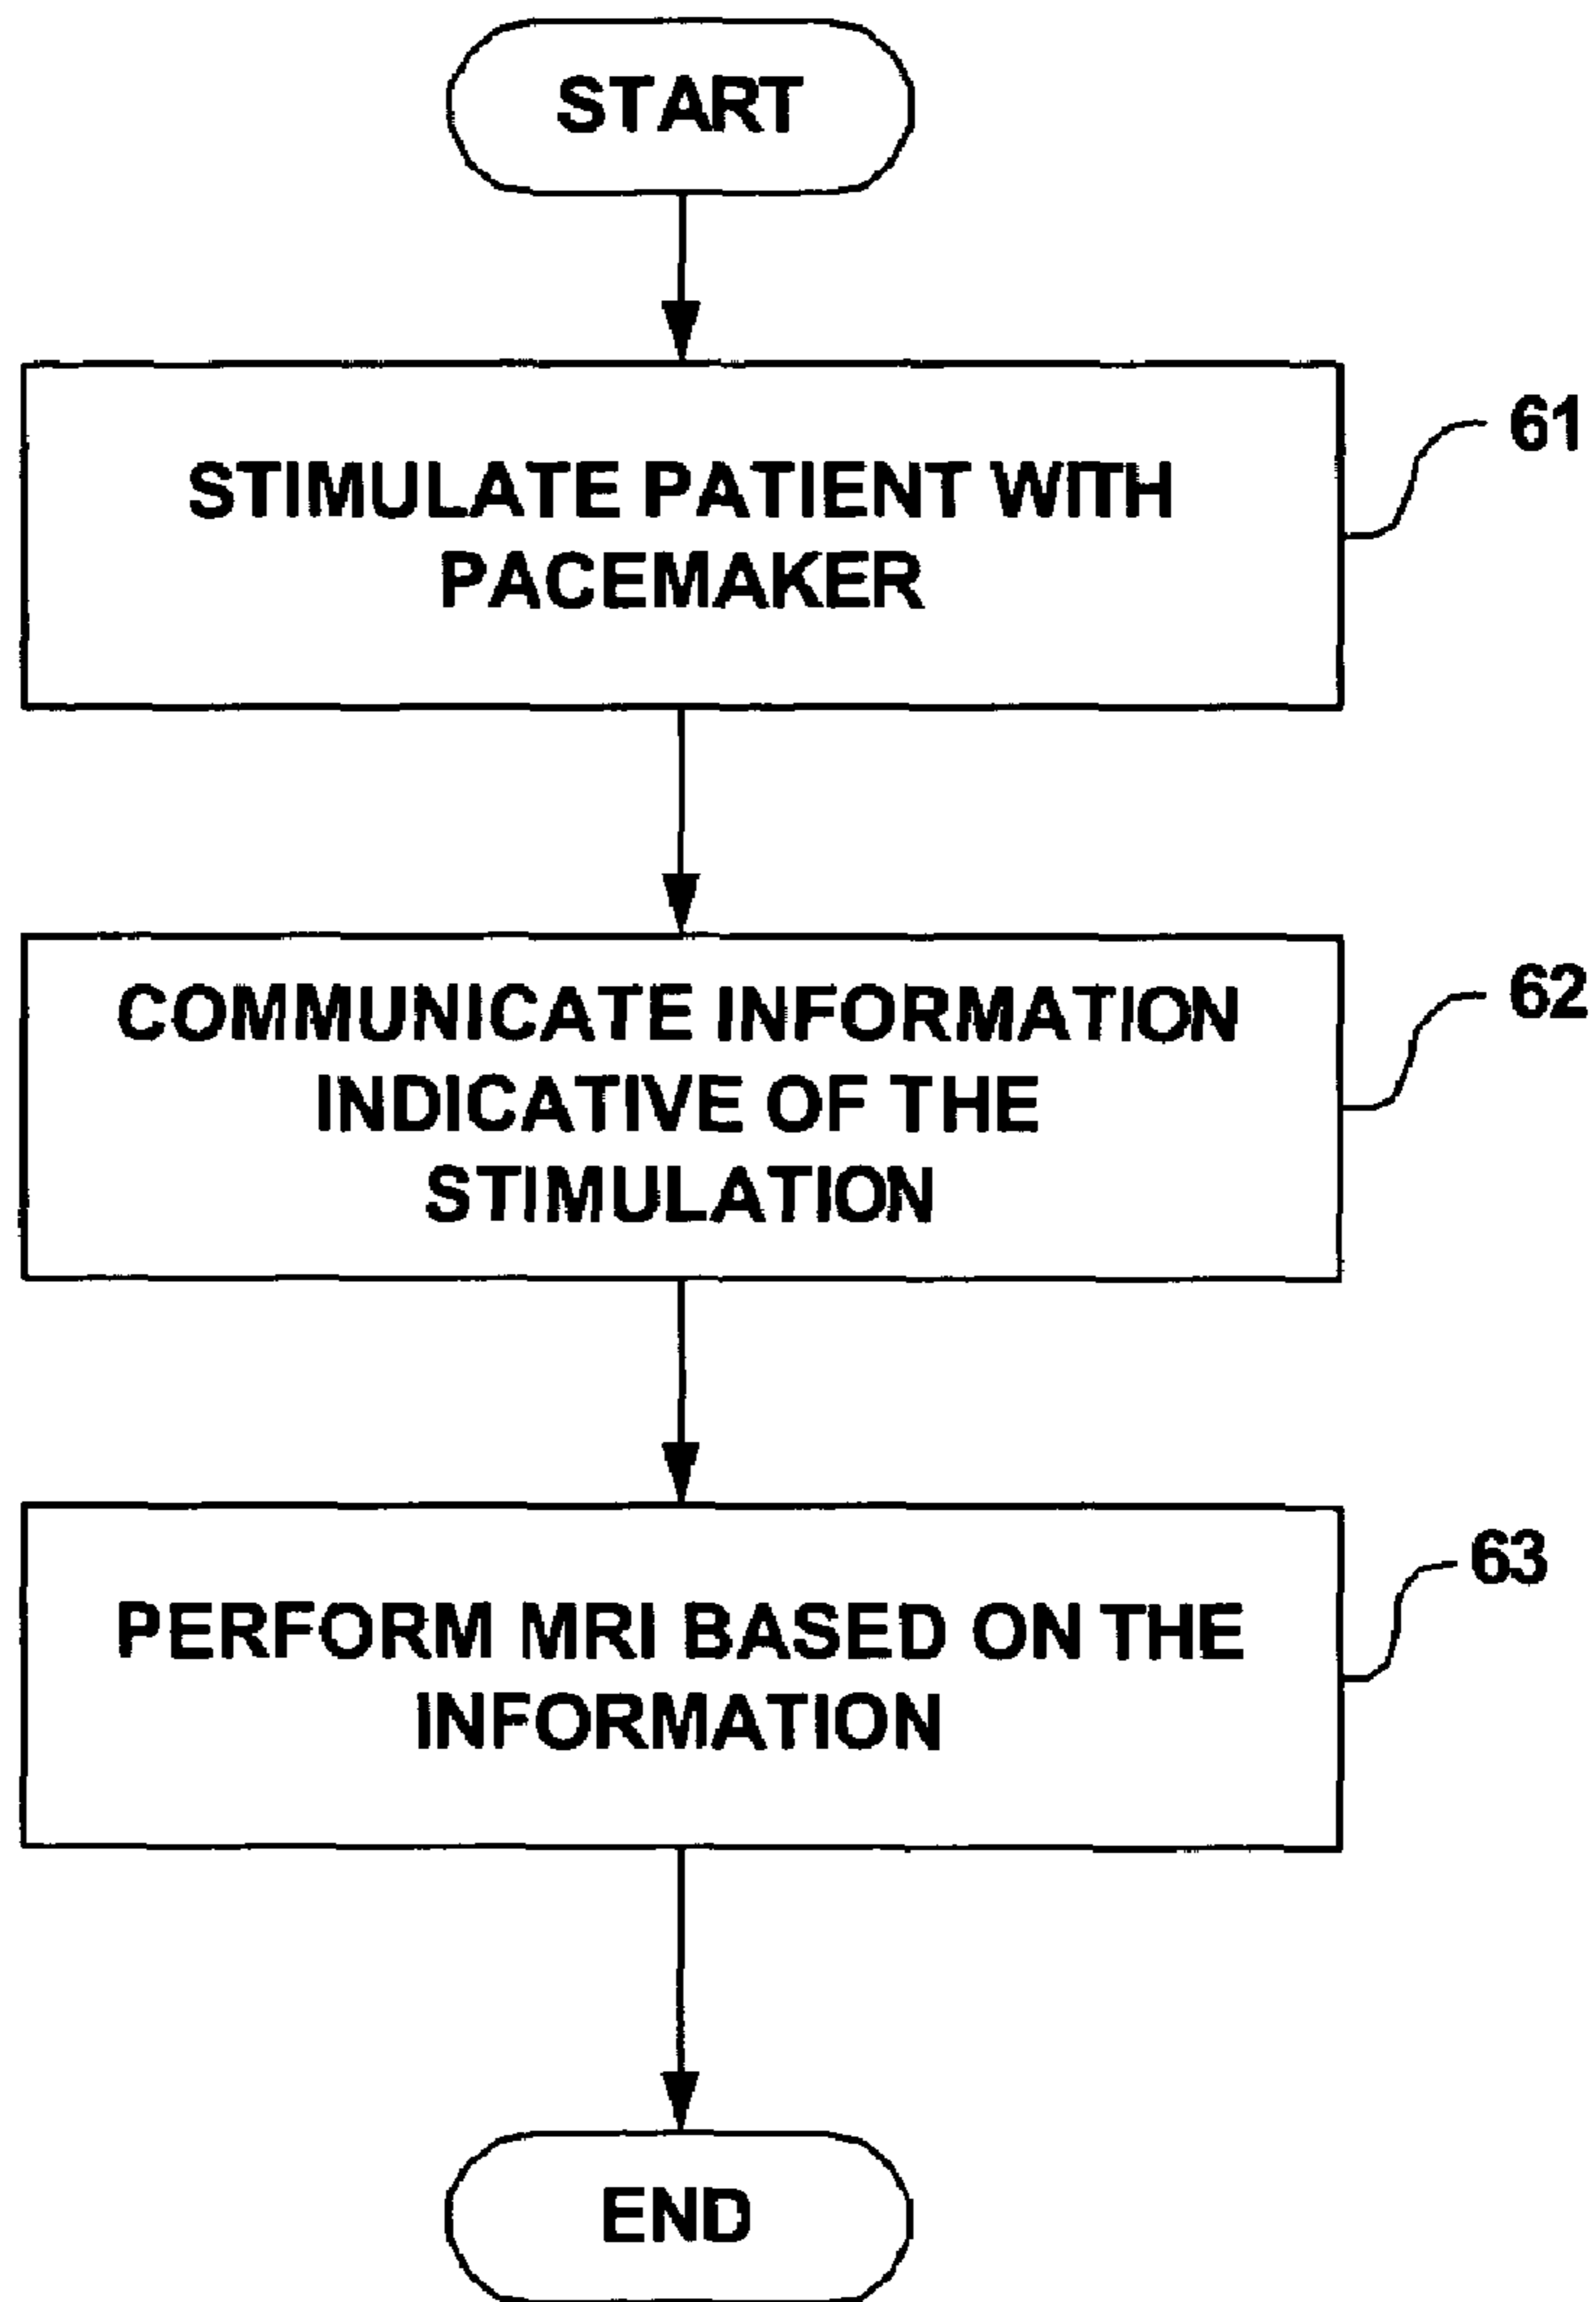 START
STIMULATE PATIENT WITH
PACEMAKER
61
COMMUNICATE INFORMATION
INDICATIVE OF THE
STIMULATION
62
PERFORM MRI BASED ON THE
INFORMATION
63
END